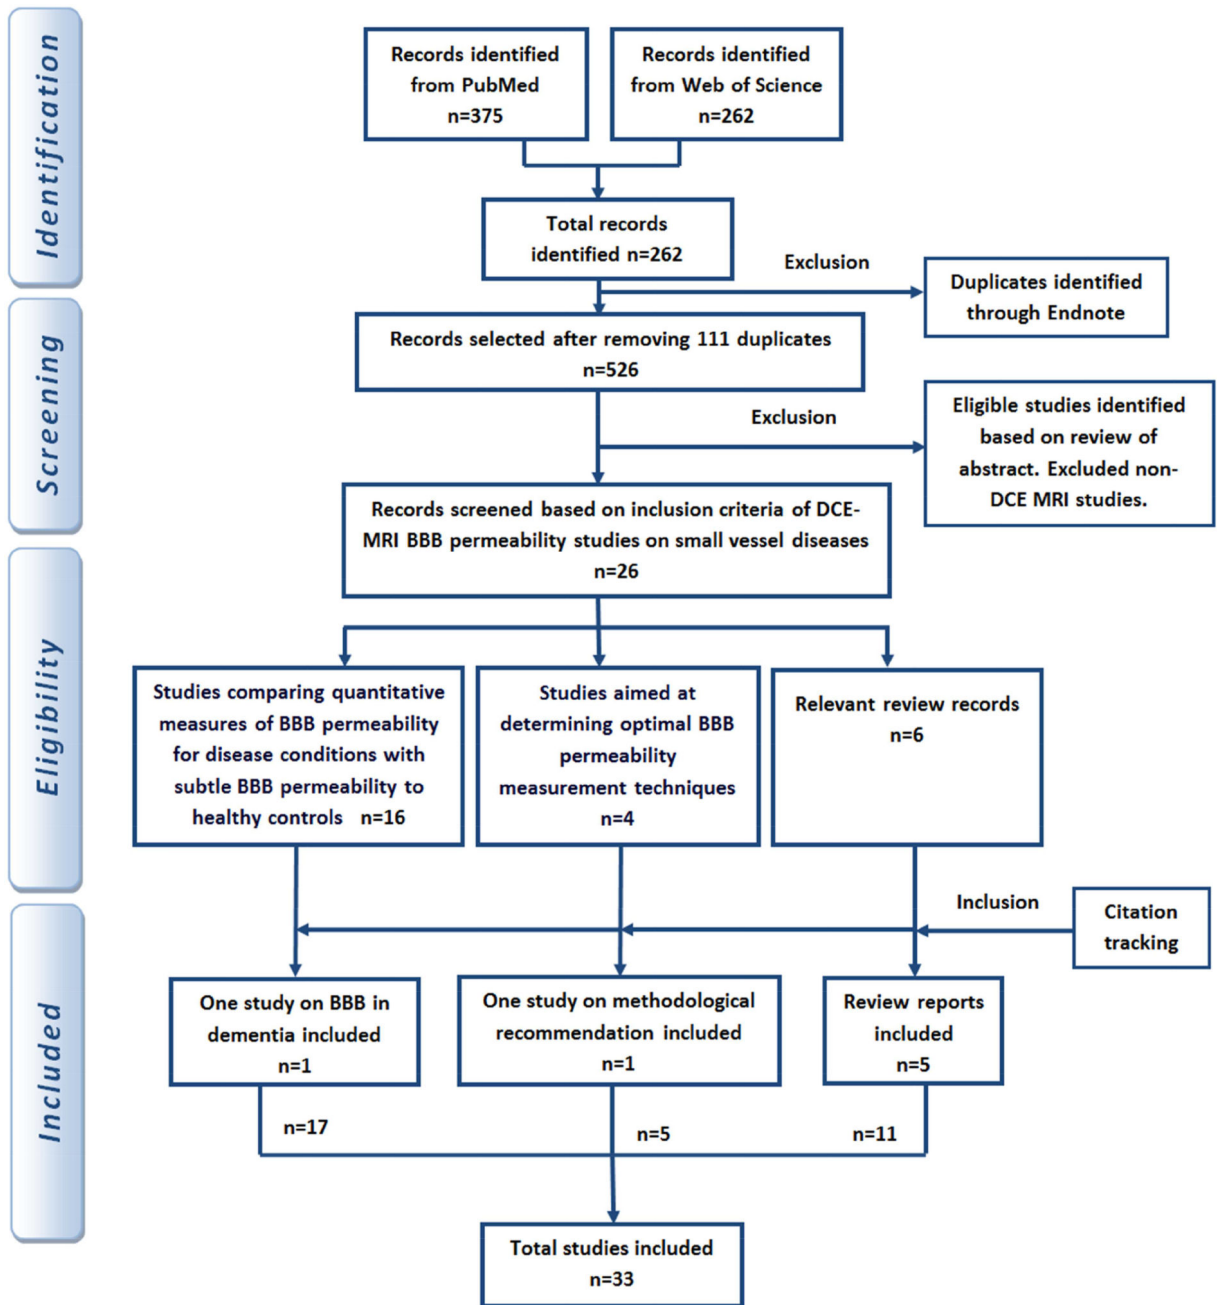 Identification
Records identified
from PubMed
n=375
Records identified
from Web of Science
n=262
Total records
identified n=262
Exclusion
Duplicates identified
through Endnote
Screening
Records selected after removing 111 duplicates
n=526
Exclusion
Eligible studies identified
based on review of
abstract. Excluded non-
DCE MRI studies.
Records screened based on inclusion criteria of DCE-
MRI BBB permeability studies on small vessel diseases
n=26
Eligibility
Studies comparing quantitative
measures of BBB permeability
for disease conditions with
subtle BBB permeability to
healthy controls n=16
Studies aimed at
determining optimal BBB
permeability
measurement techniques
n=4
Relevant review records
n=6
Inclusion
Citation
tracking
Included
One study on BBB in
dementia included
n=1
One study on methodological
recommendation included
n=1
Review reports
included
n=5
n=17
n=5
n=11
Total studies included
n=33